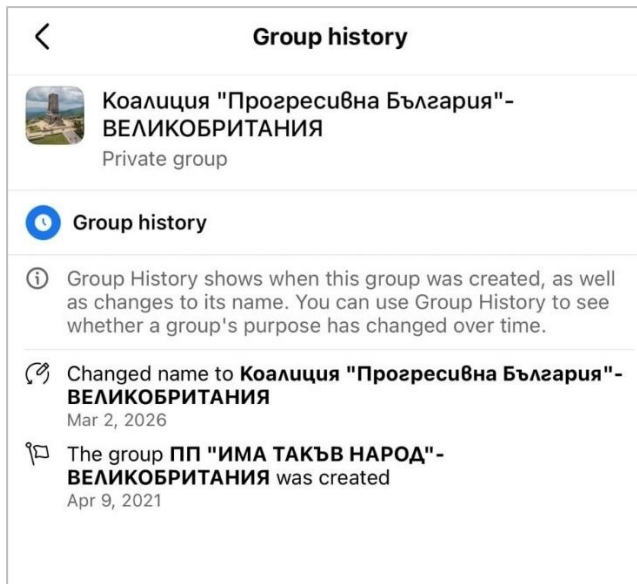 Group history
Коалиция "Прогресивна България"-
ВЕЛИКОБРИТАНИЯ
Private group
Group history
Group History shows when this group was created, as well
as changes to its name. You can use Group History to see
whether a group's purpose has changed over time.
Changed name to Коалиция "Прогресивна България"-
ВЕЛИКОБРИТАНИЯ
Mar 2, 2026
The group ПП "ИМА ТАКЪВ НАРОД"-
ВЕЛИКОБРИТАНИЯ was created
Apr 9, 2021